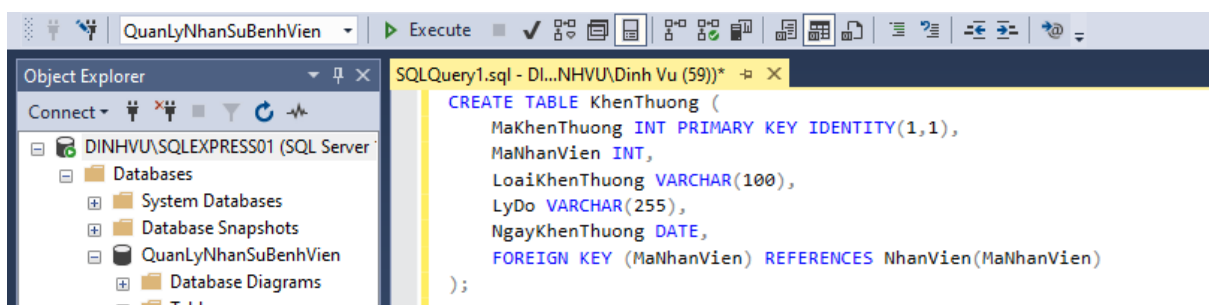 QuanLyNhanSuBenhVien Execute
Object Explorer
SQLQuery1.sql - DI...NHVU\Dinh Vu (59))*
Connect
DINHVU\SQLEXPRESS01 (SQL Server
Databases
System Databases
Database Snapshots
QuanLyNhanSuBenhVien
Database Diagrams
CREATE TABLE KhenThuong (
MaKhenThuong INT PRIMARY KEY IDENTITY(1,1),
MaNhanVien INT,
LoaiKhenThuong VARCHAR(100),
LyDo VARCHAR(255),
NgayKhenThuong DATE,
FOREIGN KEY (MaNhanVien) REFERENCES NhanVien(MaNhanVien)
);